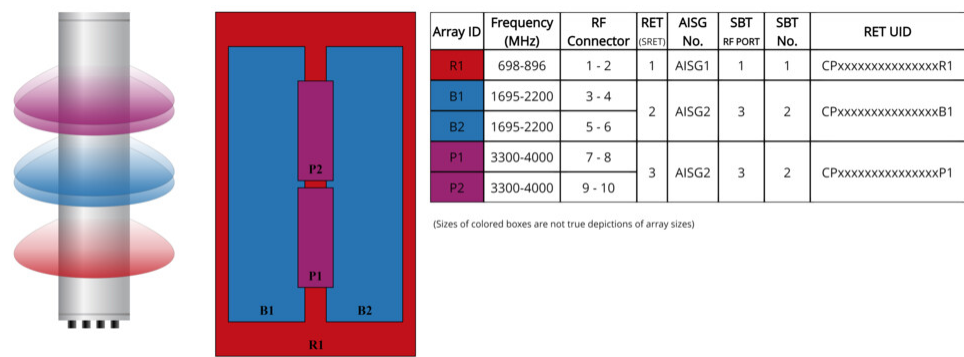 P2
P1
B1 B2
R1
Array ID Frequency (MHz) RF Connector RET (SRET) AISG No. SBT RF PORT SBT No. RET UID
R1 698-896 1 - 2 1 AISG1 1 1 CPxxxxxxxxxxxxxxxR1
B1 1695-2200 3 - 4 2 AISG2 3 2 CPxxxxxxxxxxxxxxxB1
B2 1695-2200 5 - 6
P1 3300-4000 7 - 8 3 AISG2 3 2 CPxxxxxxxxxxxxxxxP1
P2 3300-4000 9 - 10
(Sizes of colored boxes are not true depictions of array sizes)